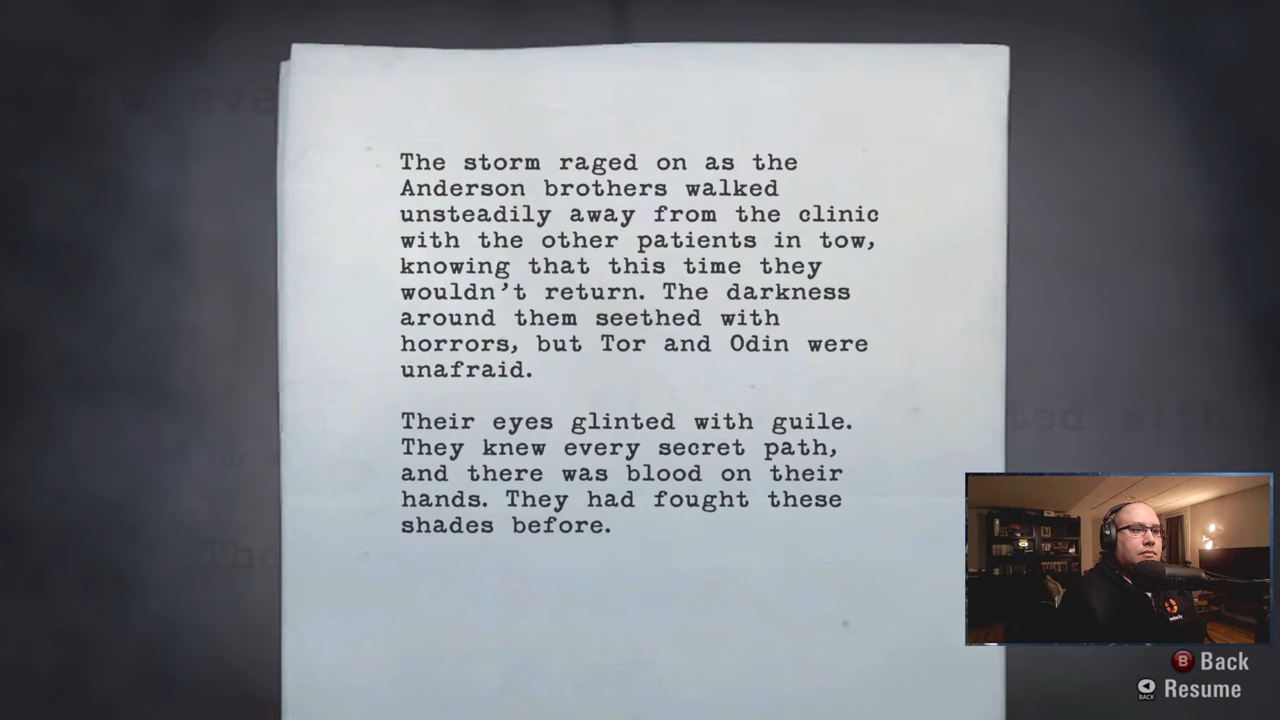 The storm raged on as the
Anderson brothers walked
unsteadily away from the clinic
with the other patients in tow,
knowing that this time they
wouldn't return. The darkness
around them seethed with
horrors, but Tor and Odin were
unafraid.
Their eyes glinted with guile.
They knew every secret path,
and there was blood on their
hands. They had fought these
shades before.
B Back
BACK Resume